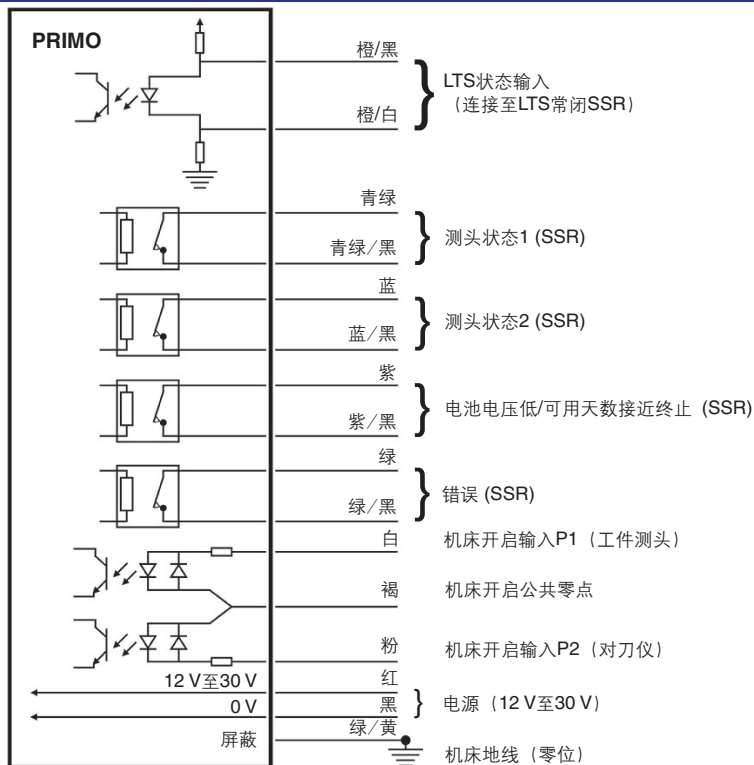 PRIMO
橙/黑
LTS状态输入
（连接至LTS常闭SSR）
橙/白
青绿
测头状态1 (SSR)
青绿/黑
蓝
测头状态2 (SSR)
蓝/黑
紫
电池电压低/可用天数接近终止 (SSR)
紫/黑
绿
错误 (SSR)
绿/黑
白
机床开启输入P1（工件测头）
褐
机床开启公共零点
粉
机床开启输入P2（对刀仪）
12 V至30 V
红
0 V
黑
电源（12 V至30 V）
屏蔽
绿/黄
机床地线（零位）